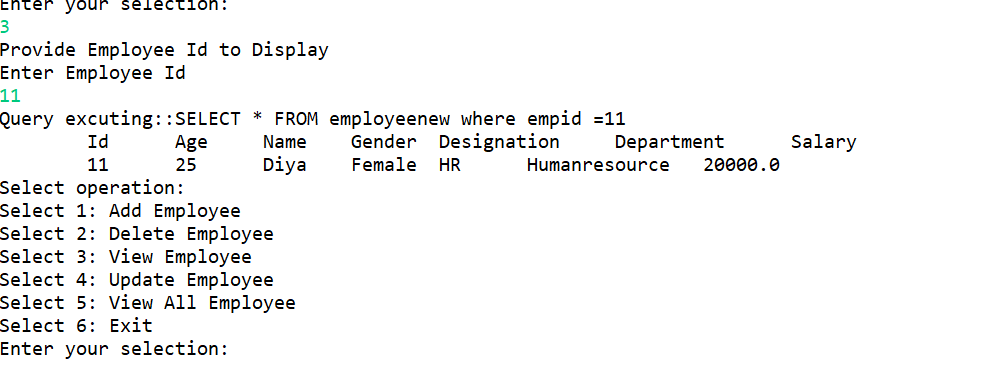 Enter your selection:
3
Provide Employee Id to Display
Enter Employee Id
11
Query excuting::SELECT * FROM employeenew where empid =11
Id Age Name Gender Designation Department Salary
11 25 Diya Female HR Humanresource 20000.0
Select operation:
Select 1: Add Employee
Select 2: Delete Employee
Select 3: View Employee
Select 4: Update Employee
Select 5: View All Employee
Select 6: Exit
Enter your selection: